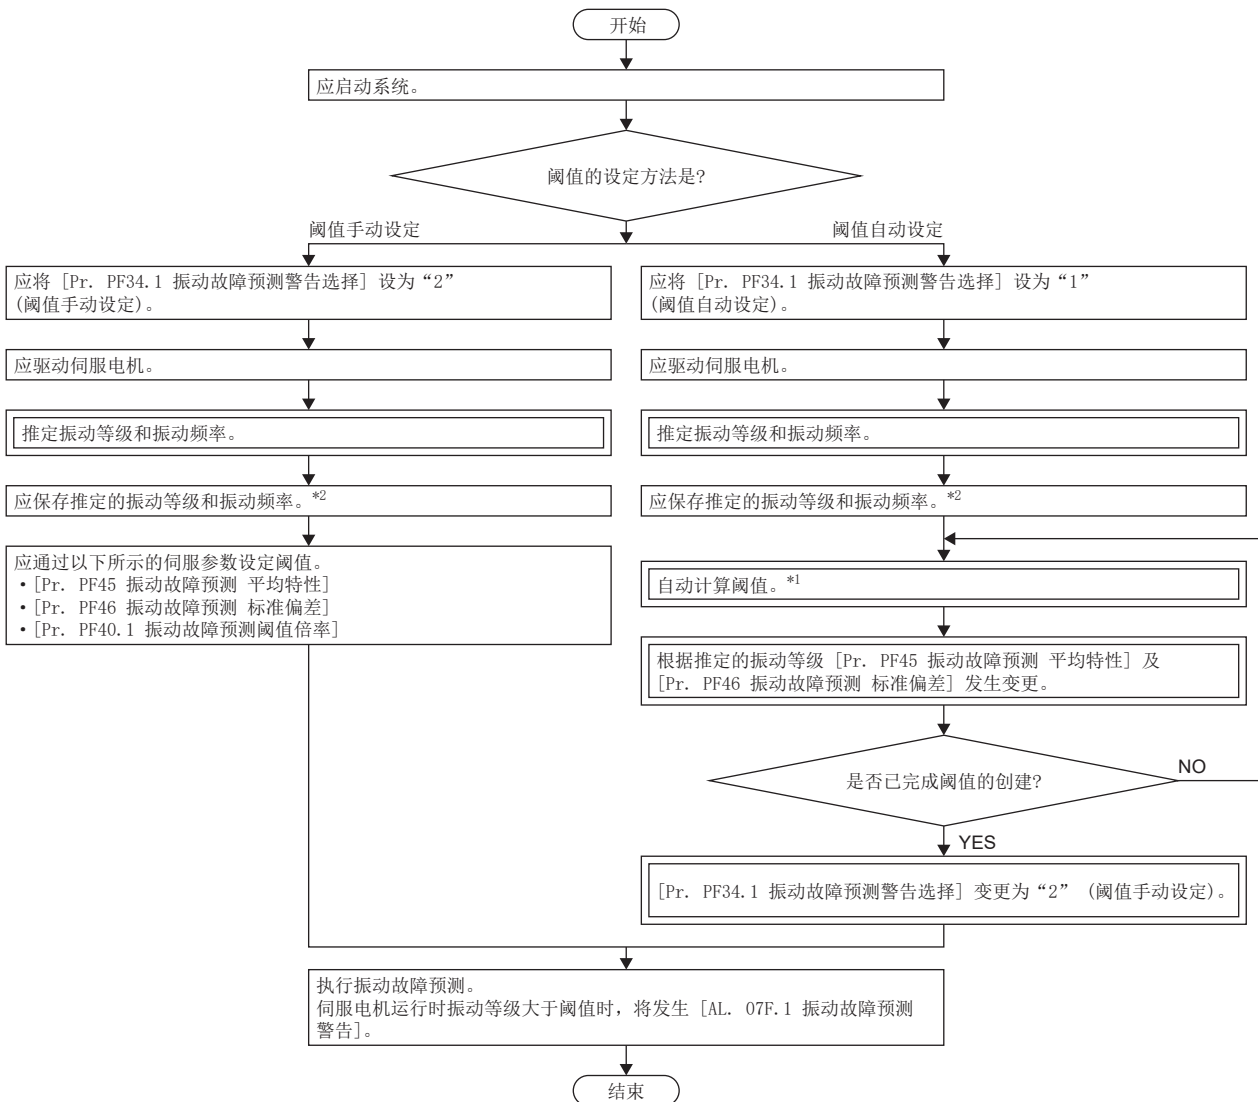 开始
应启动系统。
阈值的设定方法是?
阈值手动设定
阈值自动设定
应将 [Pr. PF34.1 振动故障预测警告选择] 设为“2”
(阈值手动设定)。
应驱动伺服电机。
推定振动等级和振动频率。
应保存推定的振动等级和振动频率。*2
应通过以下所示的伺服参数设定阈值。
·[Pr. PF45 振动故障预测 平均特性]
·[Pr. PF46 振动故障预测 标准偏差]
·[Pr. PF40.1 振动故障预测阈值倍率]
应将 [Pr. PF34.1 振动故障预测警告选择] 设为“1”
(阈值自动设定)。
应驱动伺服电机。
推定振动等级和振动频率。
应保存推定的振动等级和振动频率。*2
自动计算阈值。*1
根据推定的振动等级 [Pr. PF45 振动故障预测 平均特性] 及
[Pr. PF46 振动故障预测 标准偏差] 发生变更。
是否已完成阈值的创建?
NO
YES
[Pr. PF34.1 振动故障预测警告选择] 变更为“2” (阈值手动设定)。
执行振动故障预测。
伺服电机运行时振动等级大于阈值时，将发生 [AL. 07F.1 振动故障预测
警告]。
结束